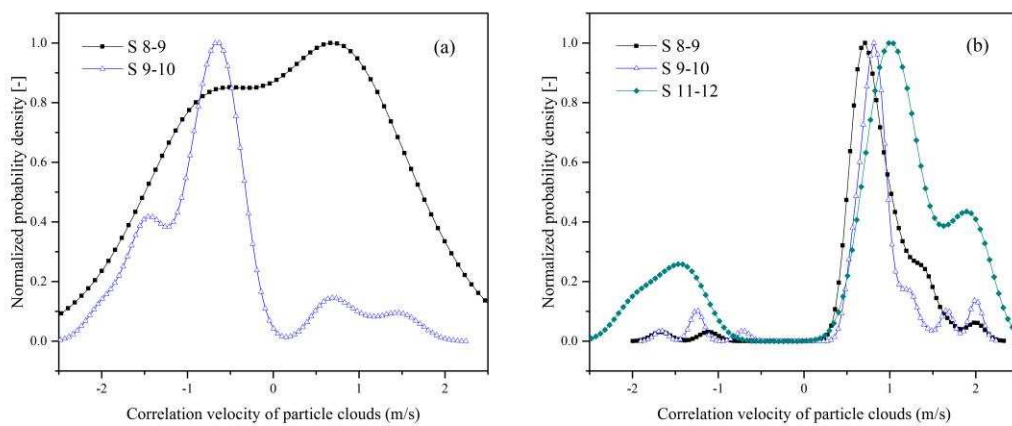 (a)
S 8-9
S 9-10
Normalized probability density [-]
1.0
0.8
0.6
0.4
0.2
0.0
-2
-1
0
1
2
Correlation velocity of particle clouds (m/s)
(b)
S 8-9
S 9-10
S 11-12
Normalized probability density [-]
1.0
0.8
0.6
0.4
0.2
0.0
-2
-1
0
1
2
Correlation velocity of particle clouds (m/s)